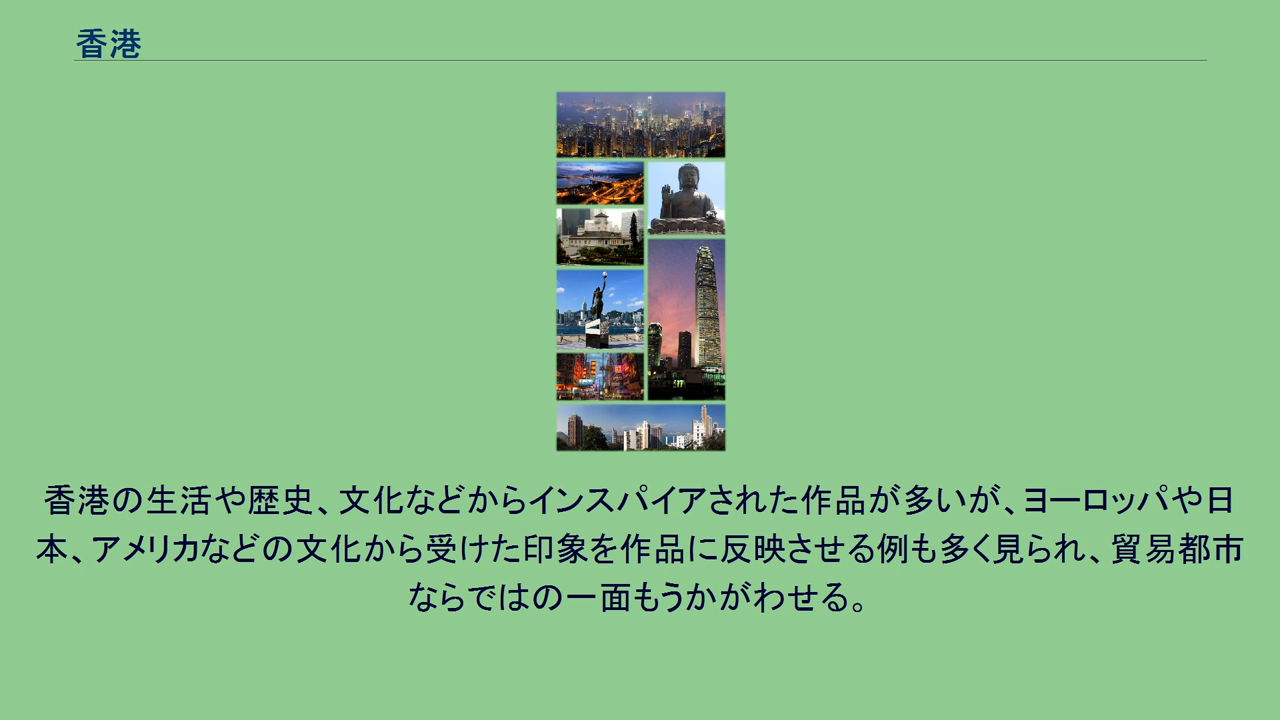 香港
香港の生活や歴史、文化などからインスパイアされた作品が多いが、ヨーロッパや日
本、アメリカなどの文化から受けた印象を作品に反映させる例も多く見られ、貿易都市
ならではの一面もうかがわせる。